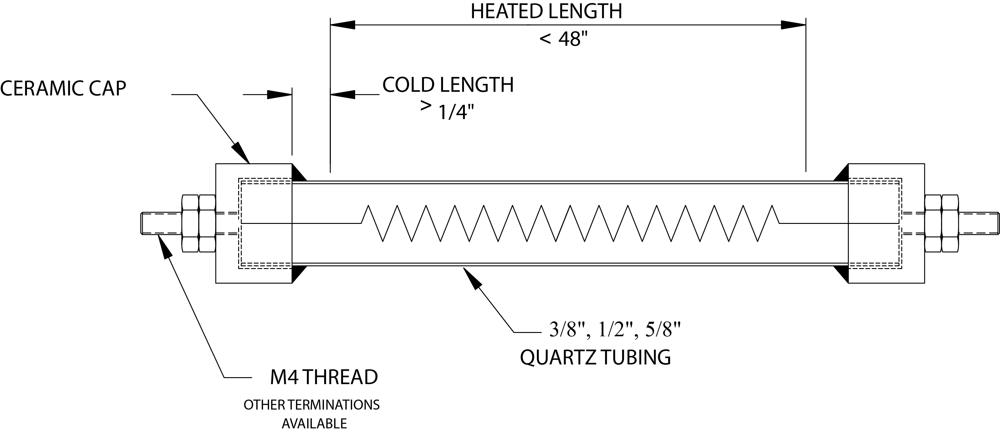 HEATED LENGTH
< 48"
CERAMIC CAP
COLD LENGTH
> 1/4"
3/8", 1/2", 5/8"
QUARTZ TUBING
M4 THREAD
OTHER TERMINATIONS
AVAILABLE